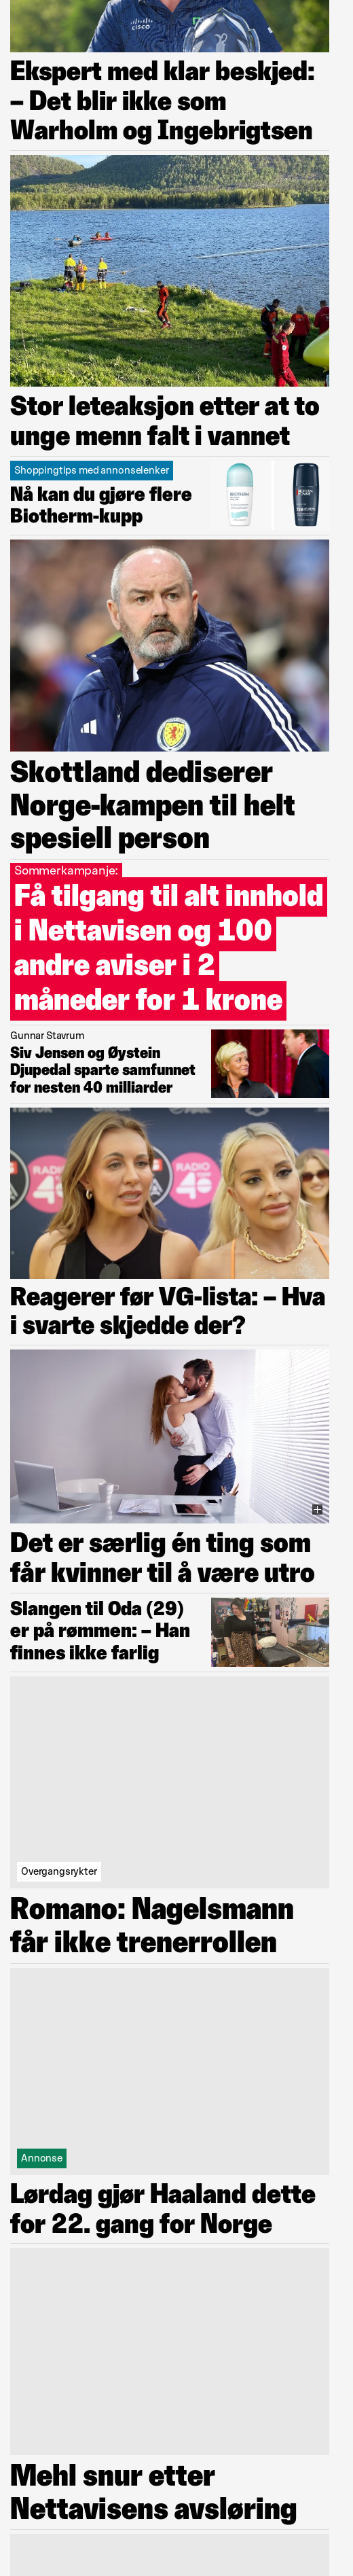 cisco
Ekspert med klar beskjed:
– Det blir ikke som
Warholm og Ingebrigtsen
Stor leteaksjon etter at to
unge menn falt i vannet
Shoppingtips med annonselenker
Nå kan du gjøre flere
Biotherm-kupp
BIOTHERM
Skottland dediserer
Norge-kampen til helt
spesiell person
Sommerkampanje:
Få tilgang til alt innhold
i Nettavisen og 100
andre aviser i 2
måneder for 1 krone
Gunnar Stavrum
Siv Jensen og Øystein
Djupedal sparte samfunnet
for nesten 40 milliarder
RADIO
RADIO
Reagerer før VG-lista: – Hva
i svarte skjedde der?
Det er særlig én ting som
får kvinner til å være utro
Slangen til Oda (29)
er på rømmen: – Han
finnes ikke farlig
Overgangsrykter
Romano: Nagelsmann
får ikke trenerrollen
Annonse
Lørdag gjør Haaland dette
for 22. gang for Norge
Mehl snur etter
Nettavisens avsløring